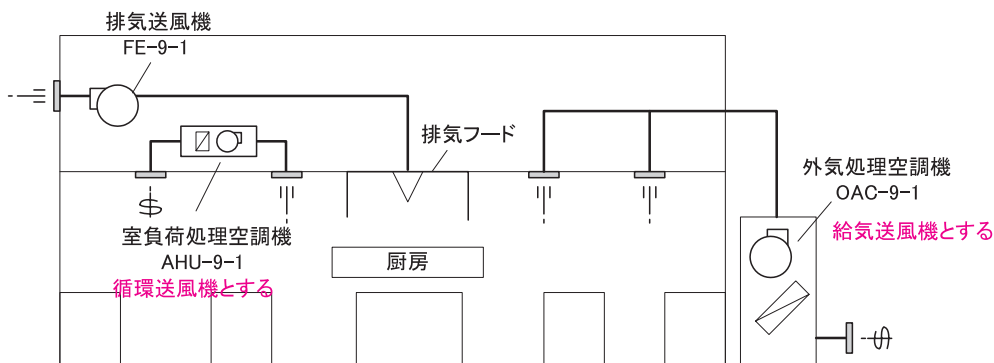 排気送風機
FE-9-1
排気フード
外気処理空調機
OAC-9-1
給気送風機とする
室負荷処理空調機
AHU-9-1
循環送風機とする
厨房